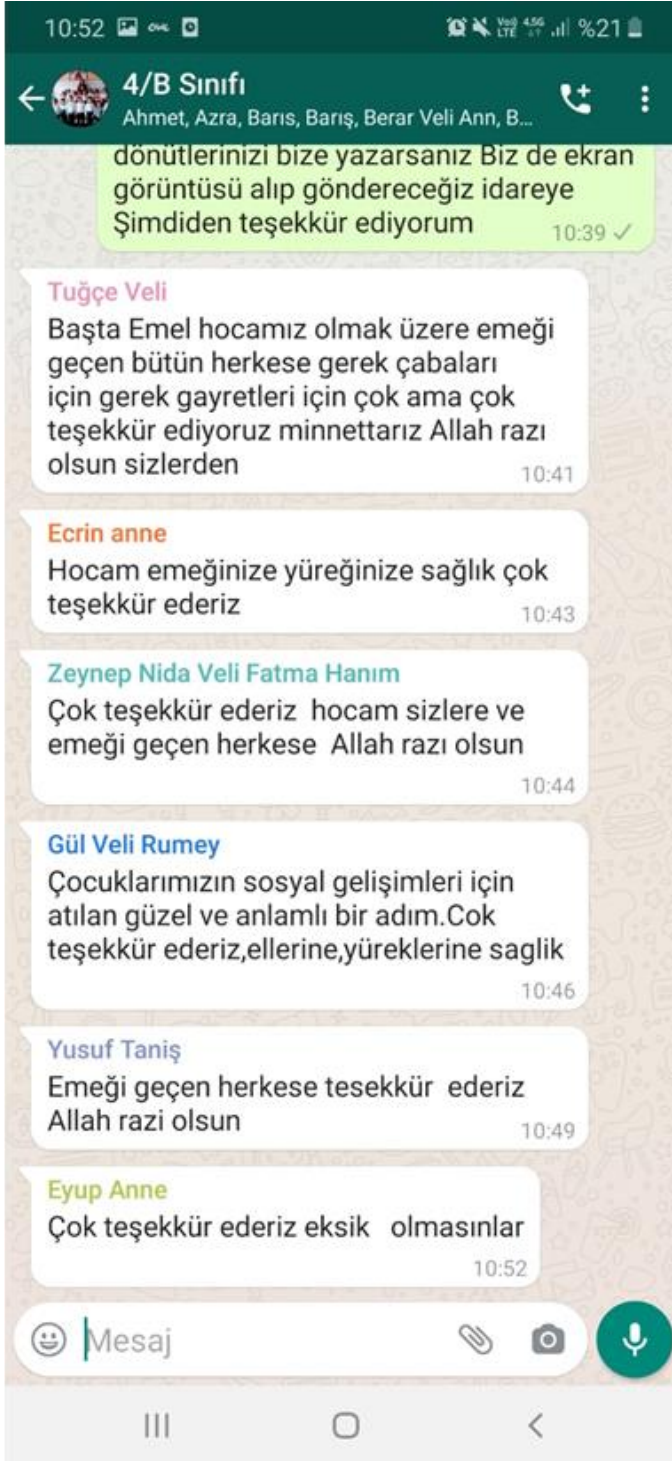 10:52 %21
4/B Sınıfı
Ahmet, Azra, Barıs, Barış, Berar Veli Ann, B...
dönütlerinizi bize yazarsanız Biz de ekran
görüntüsü alıp göndereceğiz idareye
Şimdiden teşekkür ediyorum
10:39
Tuğçe Veli
Başta Emel hocamız olmak üzere emeği
geçen bütün herkese gerek çabaları
için gerek gayretleri için çok ama çok
teşekkür ediyoruz minnettarız Allah razı
olsun sizlerden
10:41
Ecrin anne
Hocam emeğinize yüreğinize sağlık çok
teşekkür ederiz
10:43
Zeynep Nida Veli Fatma Hanım
Çok teşekkür ederiz  hocam sizlere ve
emeği geçen herkese  Allah razı olsun
10:44
Gül Veli Rumey
Çocuklarımızın sosyal gelişimleri için
atılan güzel ve anlamlı bir adım.Cok
teşekkür ederiz,ellerine,yüreklerine saglik
10:46
Yusuf Taniş
Emeği geçen herkese tesekkür  ederiz
Allah razi olsun
10:49
Eyup Anne
Çok teşekkür ederiz eksik   olmasınlar
10:52
Mesaj